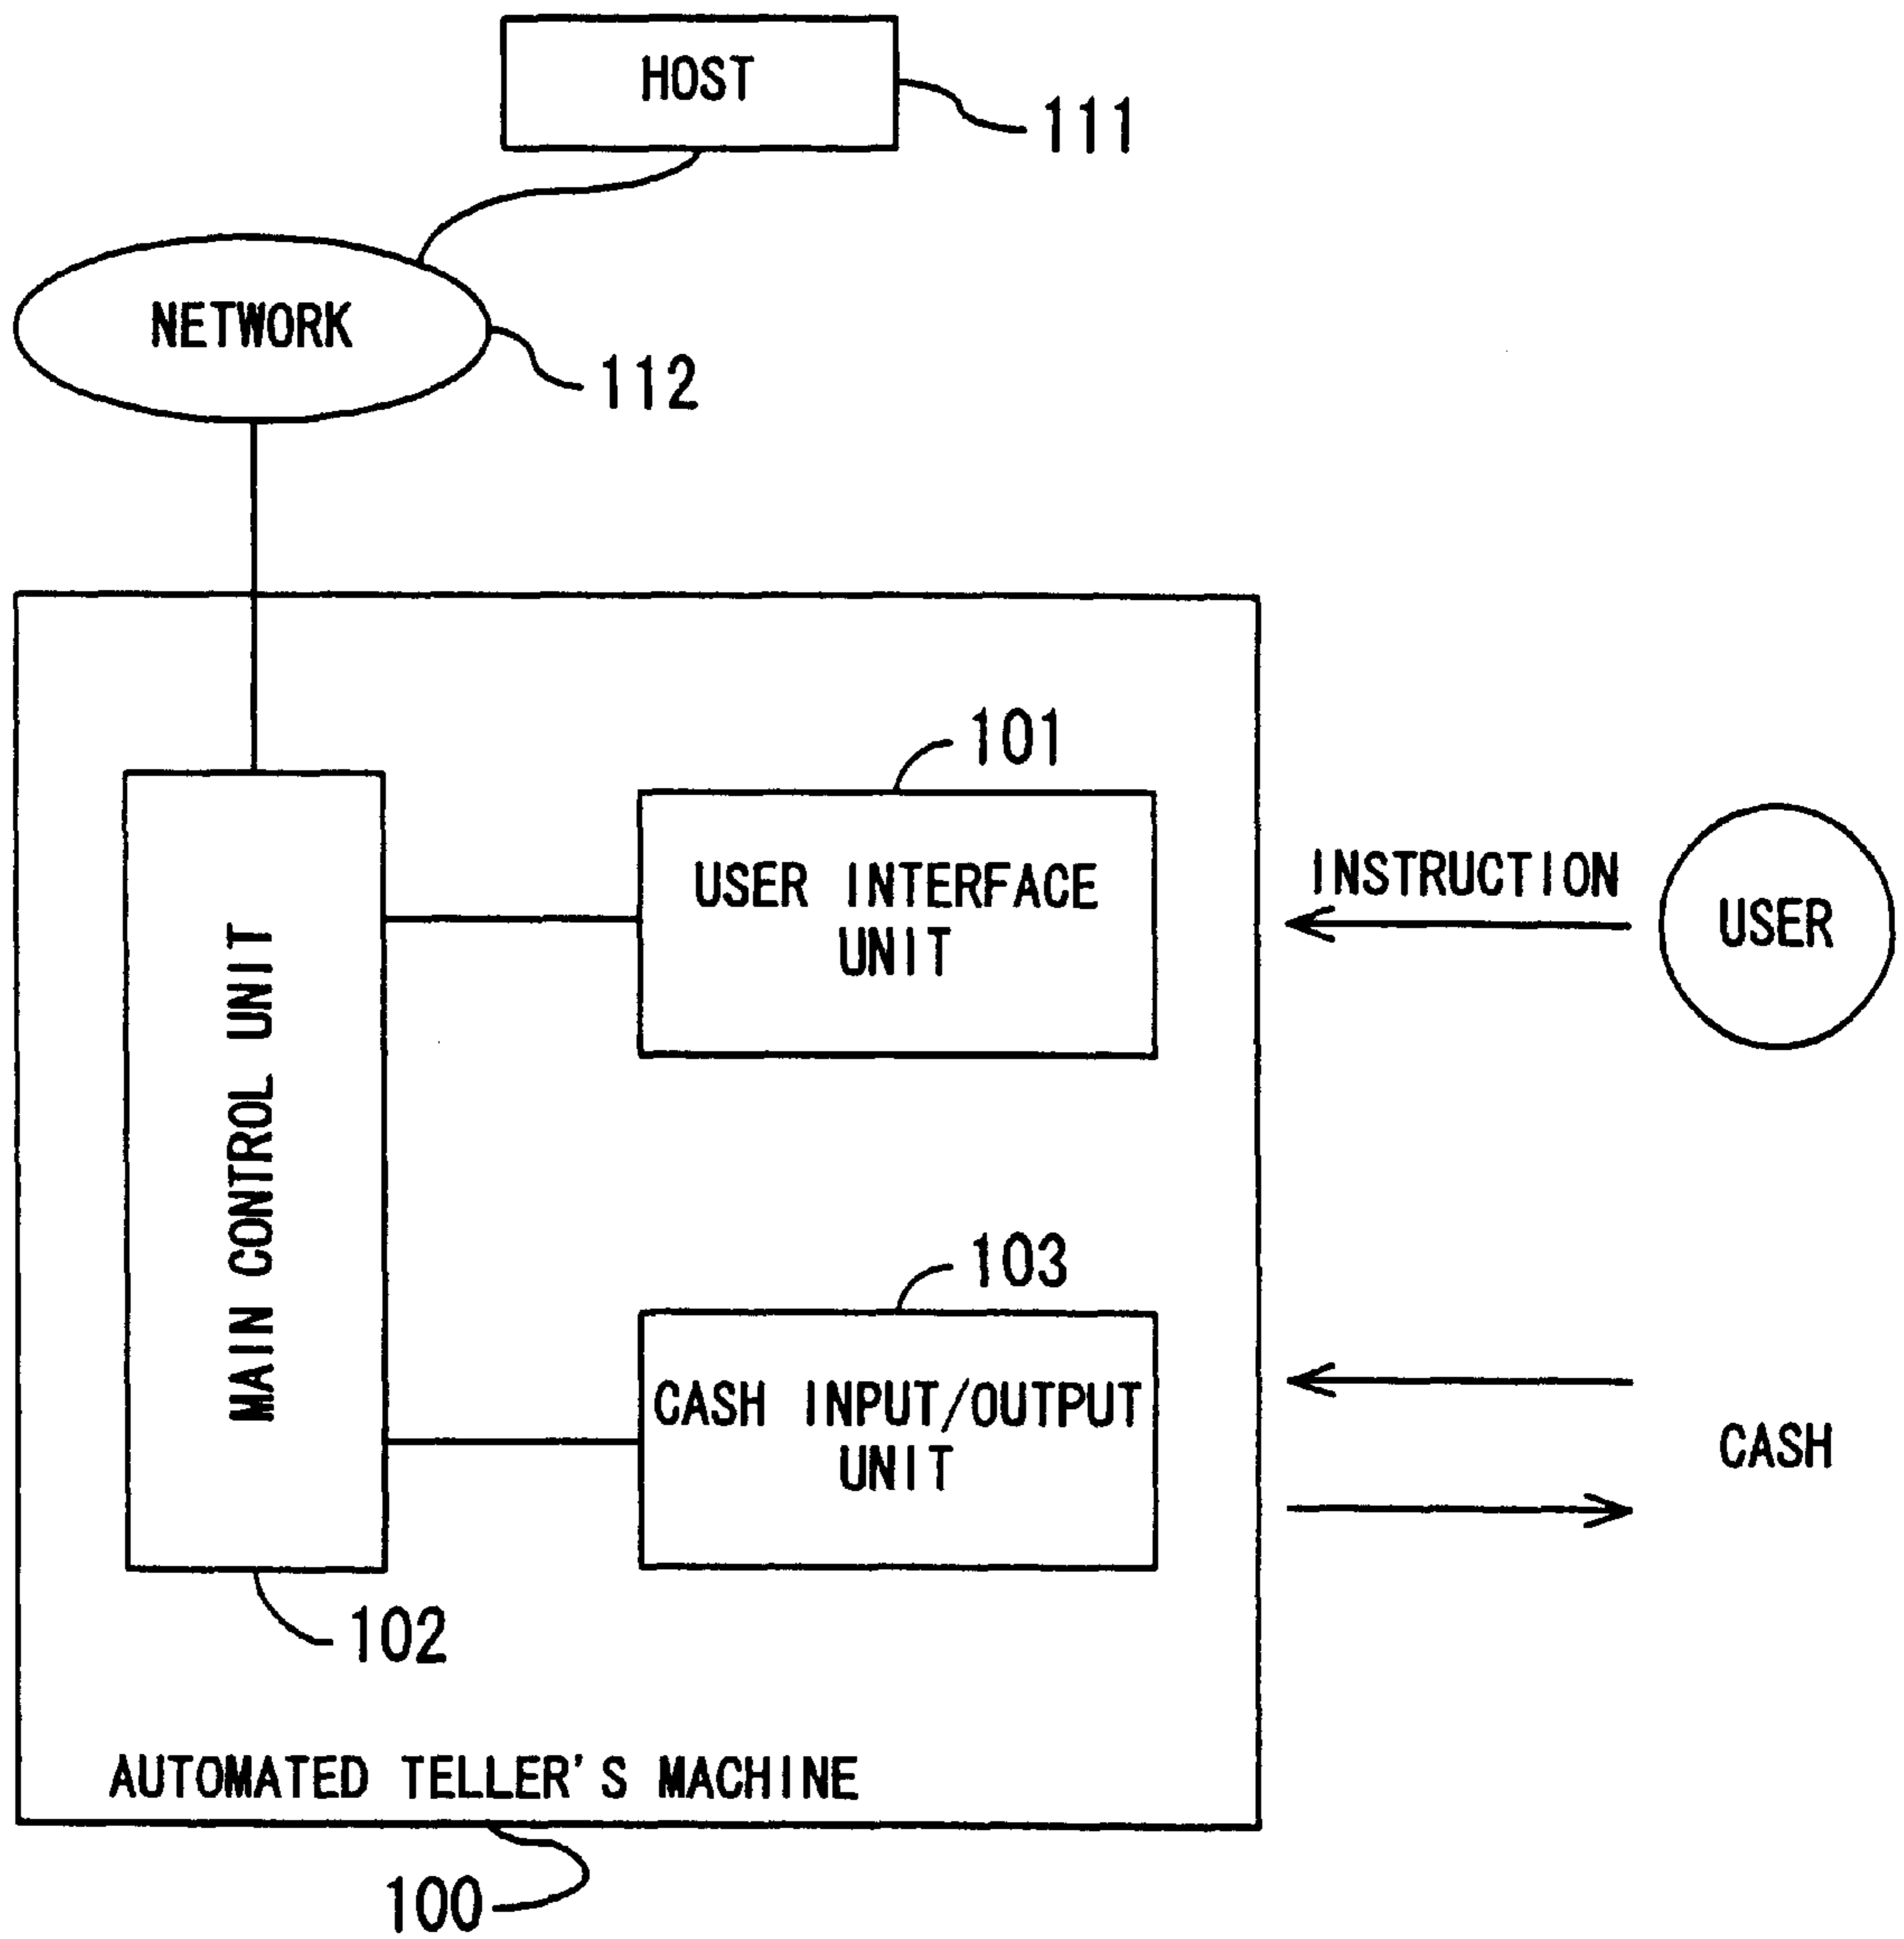 HOST
111
NETWORK
112
101
USER INTERFACE
UNIT
INSTRUCTION
USER
MAIN CONTROL UNIT
103
CASH INPUT/OUTPUT
UNIT
CASH
102
AUTOMATED TELLER'S MACHINE
100